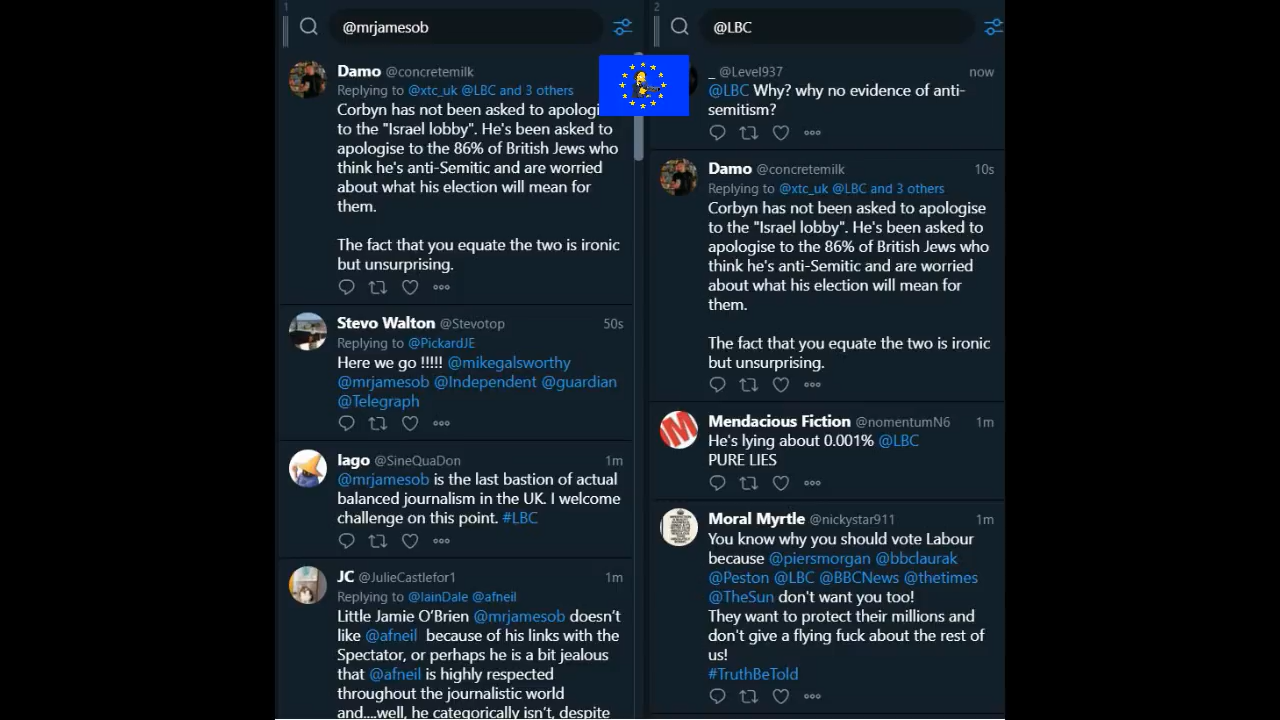 1
@mrjamesob
Damo @concretemilk
Replying to @xtc_uk @LBC and 3 others
Corbyn has not been asked to
to the "Israel lobby". He's been asked to
apologise to the 86% of British Jews who
think he's anti-Semitic and are worried
about what his election will mean for
them.
The fact that you equate the two is ironic
but unsurprising.
Stevo Walton @Stevotop 50s
Replying to @PickardJE
Here we go !!!!! @mikegalsworthy
@mrjamesob @Independent @guardian
@Telegraph
Iago @SineQuaDon 1m
@mrjamesob is the last bastion of actual
balanced journalism in the UK. I welcome
challenge on this point. #LBC
JC @JulieCastlefor1 1m
Replying to @IainDale @afneil
Little Jamie O'Brien @mrjamesob doesn't
like @afneil because of his links with the
Spectator, or perhaps he is a bit jealous
that @afneil is highly respected
throughout the journalistic world
and....well, he categorically isn't, despite
2
@LBC
_ @Level937 now
@LBC Why? why no evidence of anti-
semitism?
Damo @concretemilk 10s
Replying to @xtc_uk @LBC and 3 others
Corbyn has not been asked to apologise
to the "Israel lobby". He's been asked to
apologise to the 86% of British Jews who
think he's anti-Semitic and are worried
about what his election will mean for
them.
The fact that you equate the two is ironic
but unsurprising.
Mendacious Fiction @nomentumN6 1m
He's lying about 0.001% @LBC
PURE LIES
Moral Myrtle @nickystar911 1m
You know why you should vote Labour
because @piersmorgan @bbclaurak
@Peston @LBC @BBCNews @thetimes
@TheSun don't want you too!
They want to protect their millions and
don't give a flying fuck about the rest of
us!
#TruthBeTold